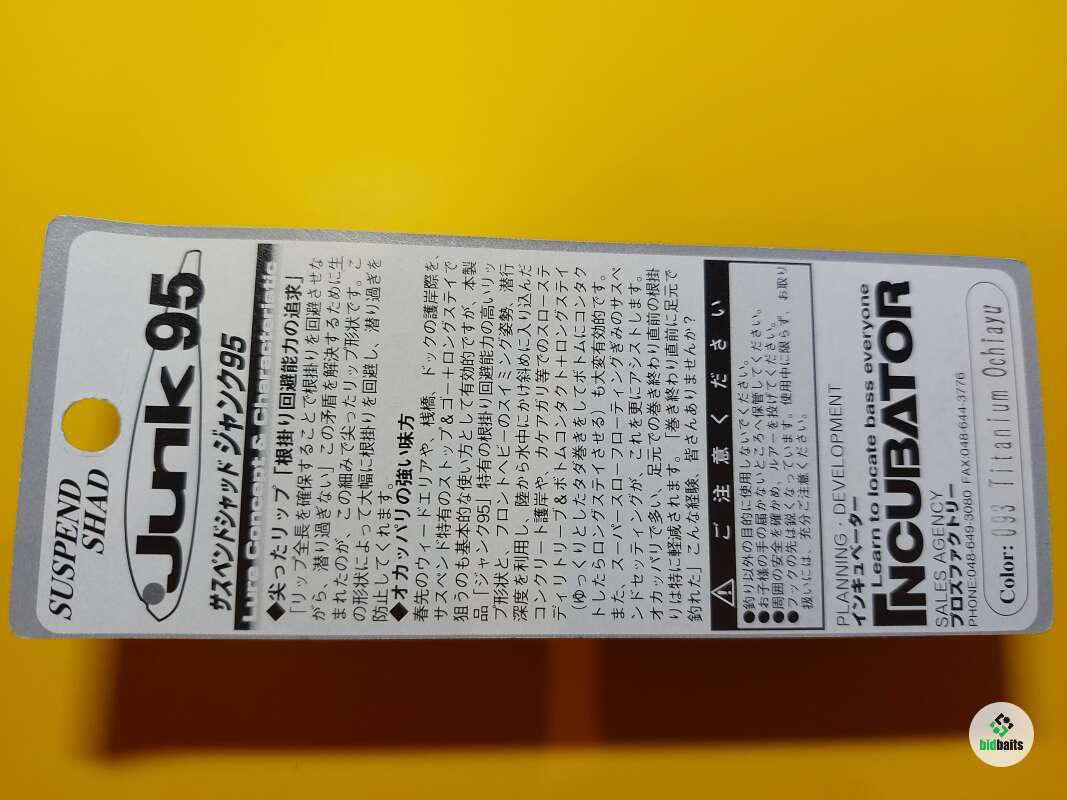 SUSPEND
SHAD
Junk 95
サスペンドシャッド ジャンク95
Lure Concept & Characteristic
◆尖ったリップ「根掛り回避能力の追求」
「リップ全長を確保することで根掛りを回避させな
がら、潜り過ぎない」この矛盾を解決するために生
まれたのが、この細みで尖ったリップ形状です。こ
の形状によって大幅に根掛りを回避し、潜り過ぎを
防止してくれます。
◆オカッパリの強い味方
春先のウィードエリアや、桟橋、ドックの護岸際を、
サスペンド特有のストップ&ゴー+ロングステイで
狙うのも基本的な使い方として有効的ですが、本製
品「ジャンク95」特有の根掛り回避能力の高いリッ
プ形状と、フロントヘビーのスイミング姿勢、潜行
深度を利用し、陸から水中にかけ斜めに入り込んだ
コンクリート護岸や、カケアガリ等でのスローステ
ディリトリーブ&ボトムコンタクト+ロングステイ
(ゆっくりとしたタダ巻きをしてボトムにコンタク
トしたらロングステイさせる)も大変有効的です。
また、スーパースローフローティングぎみのサスペ
ンドセッティングが、これを更にアシストします。
オカッパリで多い、足元での巻き終わり直前の根掛
りは特に軽減されます。「巻き終わり直前に足元で
釣れた」こんな経験、皆さんありませんか?
ご注意ください
●釣り以外の目的に使用しないでください。
●お子様の手の届かないところへ保管してください。
●周囲の安全を確かめ、ルアーを投げてください。
●フックの先は鋭くなっています。使用中に限らず、お取り
扱いには、充分ご注意ください。
PLANNING DEVELOPMENT
インキュベーター
Learn to locate bass everyone
INCUBATOR
SALES AGENCY
プロスファクトリー
PHONE:048-649-3080 FAX:048-644-3776
Color: 093 Titanium Ochiayu
bidbaits